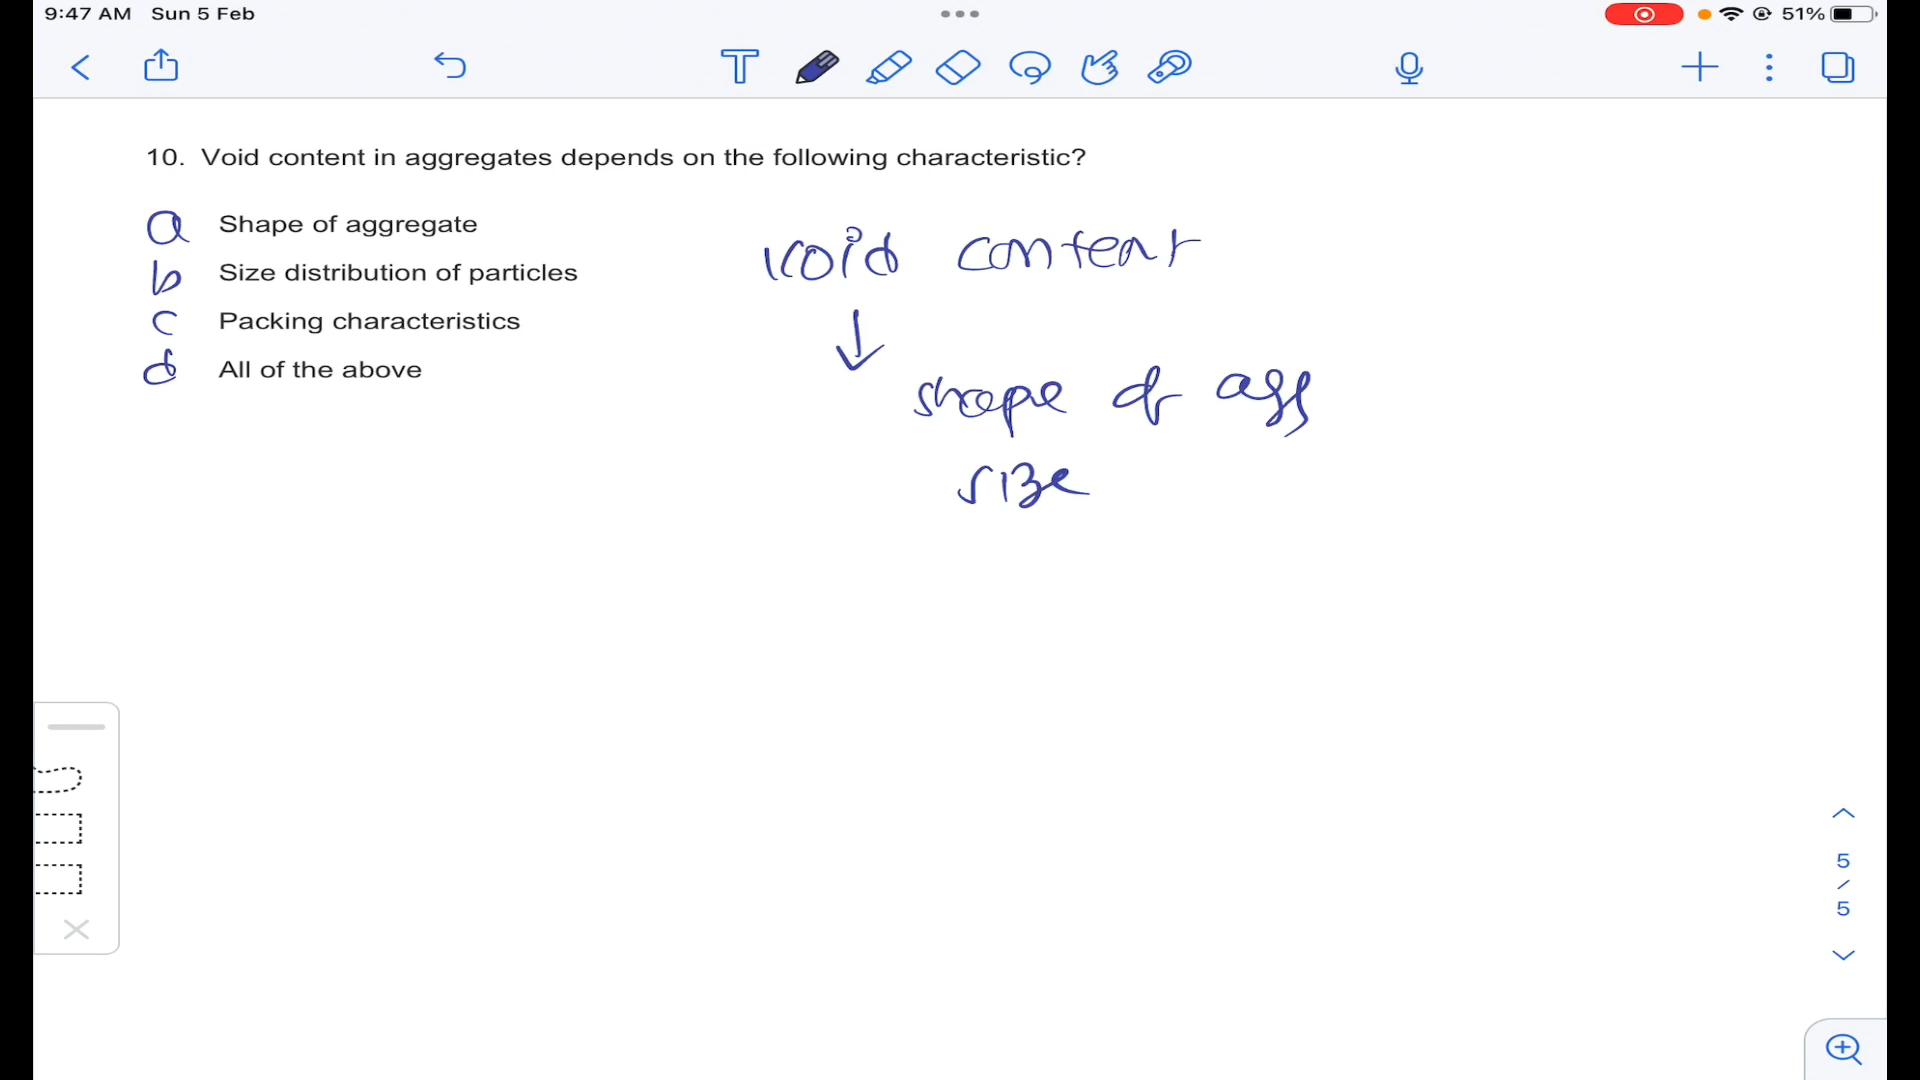 9:47 AM Sun 5 Feb
51%
10. Void content in aggregates depends on the following characteristic?
a Shape of aggregate
b Size distribution of particles
c Packing characteristics
d All of the above
void content
shape of agg
size
5
/
5